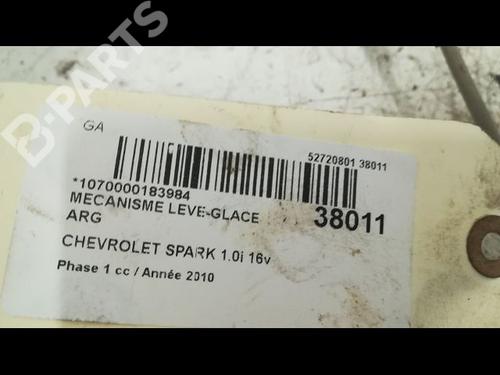 B-PARTS
GA
52720801 38011
*1070000183984
MECANISME LEVE-GLACE
ARG
38011
CHEVROLET SPARK 1.0i 16v
Phase 1 cc / Année 2010